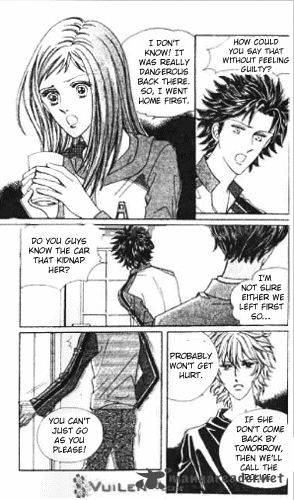 I DON'T
KNOW! IT
WAS REALLY
DANGEROUS
BACK THERE.
SO, I WENT
HOME FIRST.
HOW COULD
YOU SAY THAT
WITHOUT FEELING
GUILTY?
DO YOU GUYS
KNOW THE CAR
THAT KIDNAP
HER?
I'M
NOT SURE
EITHER WE
LEFT FIRST
SO...
PROBABLY
WON'T GET
HURT.
YOU CAN'T
JUST GO
AS YOU
PLEASE!
IF SHE
DON'T COME
BACK BY
TOMORROW,
THEN WE'LL
CALL THE